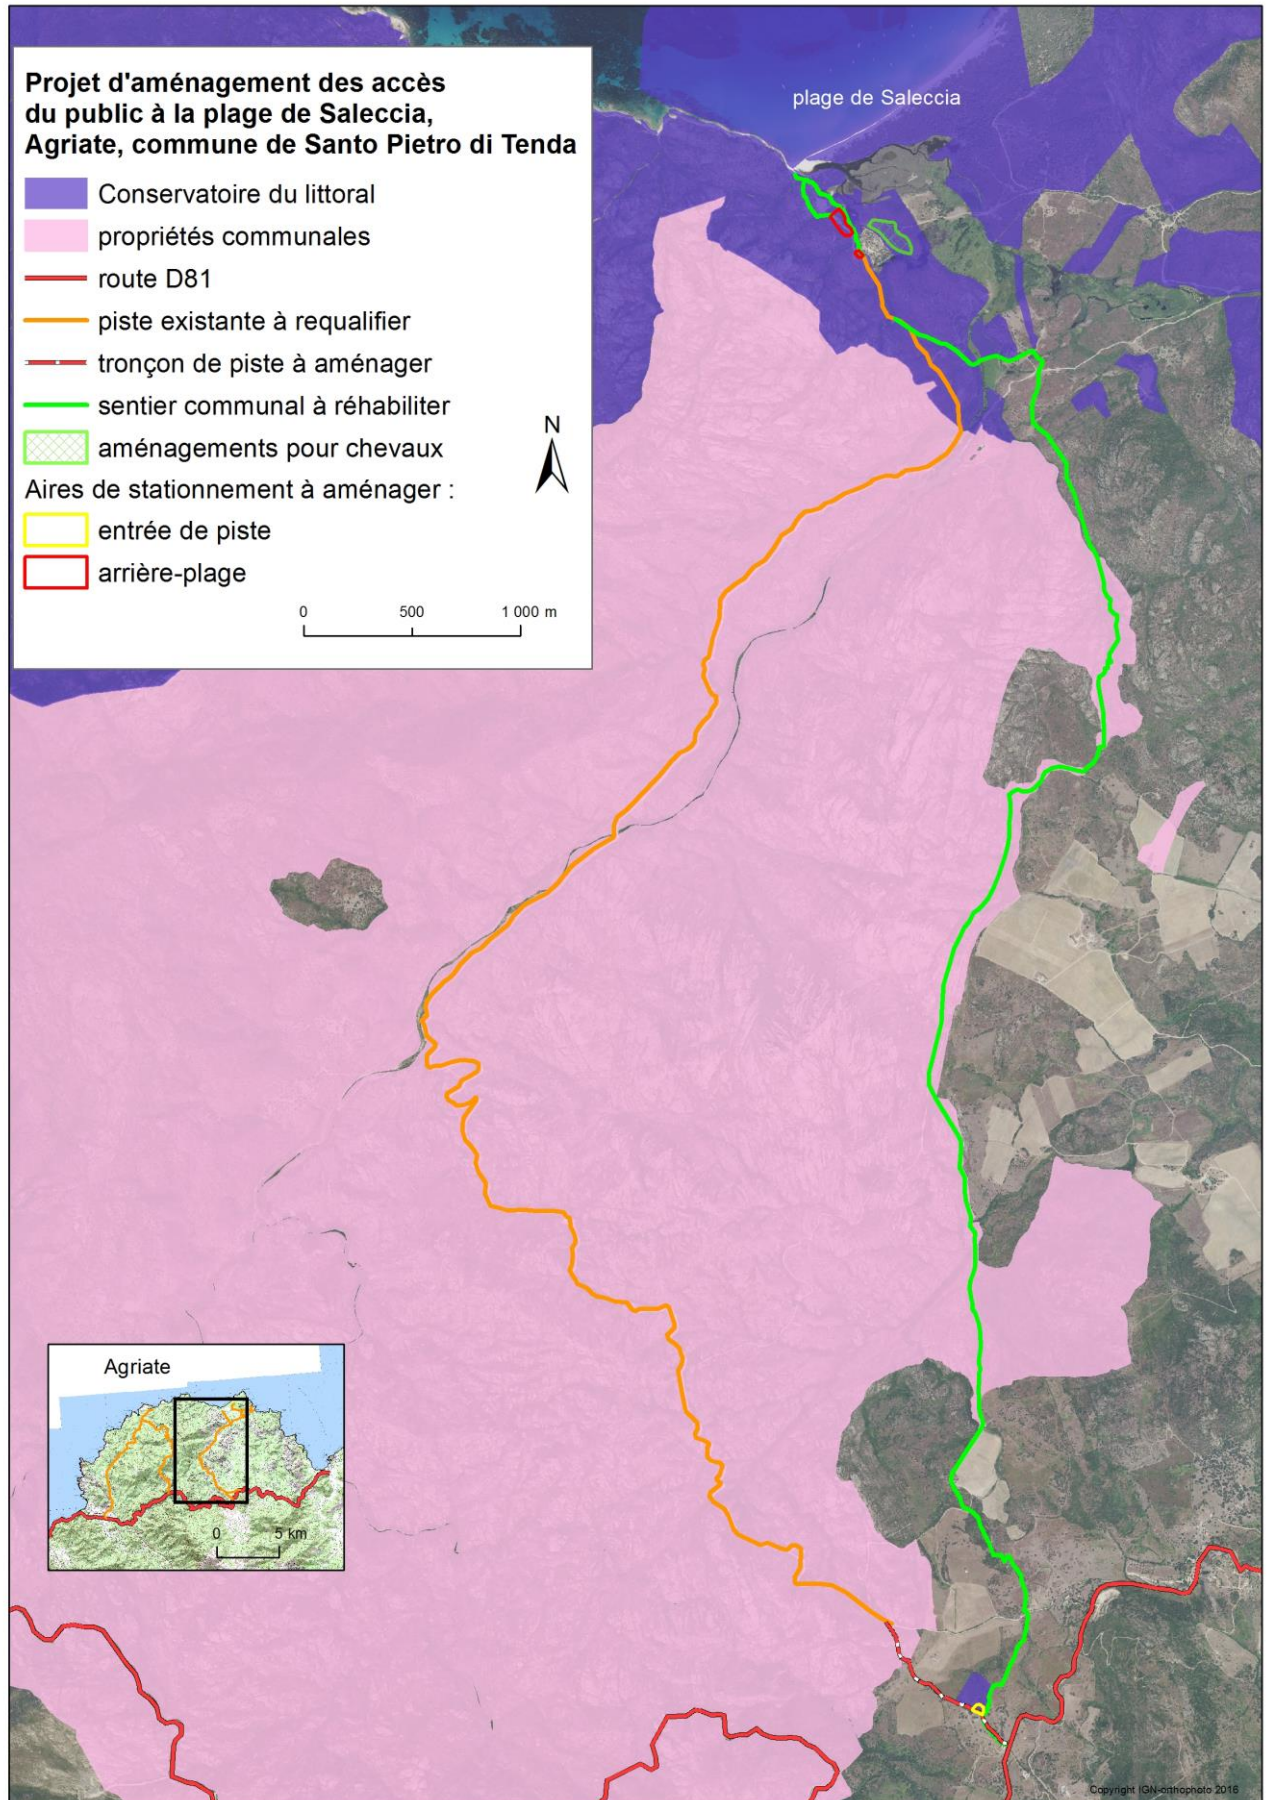 plage de Saleccia
Projet d'aménagement des accès
du public à la plage de Saleccia,
Agriate, commune de Santo Pietro di Tenda
Conservatoire du littoral
propriétés communales
route D81
piste existante à requalifier
tronçon de piste à aménager
sentier communal à réhabiliter
aménagements pour chevaux
N
Aires de stationnement à aménager :
entrée de piste
arrière-plage
0 500 1 000 m
Agriate
0 5 km
Copyright IGN-orthophoto 2016